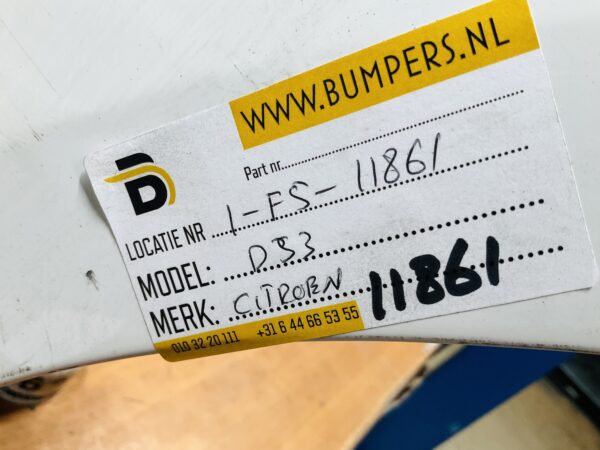 WWW.BUMPERS.NL
Part nr
LOCATIE NR 1-FS-11861
MODEL: DS3
MERK: CITROEN 11861
010 32 20 111 +31 6 44 66 53 55